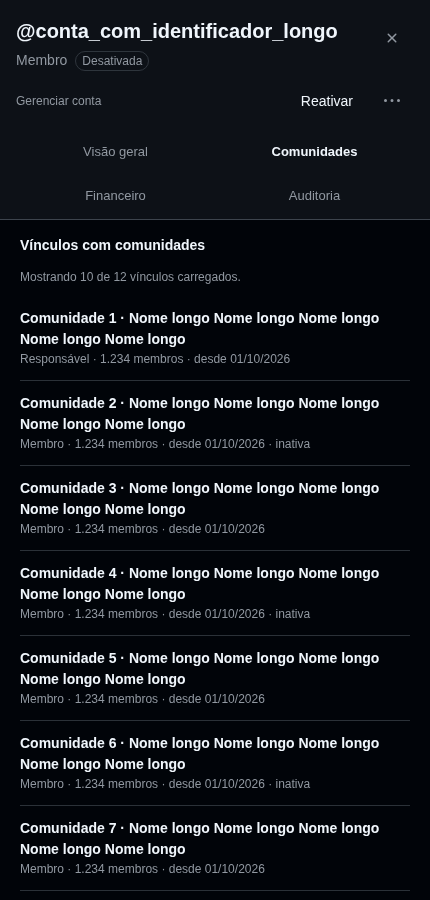 @conta_com_identificador_longo
×
Membro Desativada
Gerenciar conta Reativar ···
Visão geral Comunidades
Financeiro Auditoria
Vínculos com comunidades
Mostrando 10 de 12 vínculos carregados.
Comunidade 1 · Nome longo Nome longo Nome longo
Nome longo Nome longo
Responsável · 1.234 membros · desde 01/10/2026
Comunidade 2 · Nome longo Nome longo Nome longo
Nome longo Nome longo
Membro · 1.234 membros · desde 01/10/2026 · inativa
Comunidade 3 · Nome longo Nome longo Nome longo
Nome longo Nome longo
Membro · 1.234 membros · desde 01/10/2026
Comunidade 4 · Nome longo Nome longo Nome longo
Nome longo Nome longo
Membro · 1.234 membros · desde 01/10/2026 · inativa
Comunidade 5 · Nome longo Nome longo Nome longo
Nome longo Nome longo
Membro · 1.234 membros · desde 01/10/2026
Comunidade 6 · Nome longo Nome longo Nome longo
Nome longo Nome longo
Membro · 1.234 membros · desde 01/10/2026 · inativa
Comunidade 7 · Nome longo Nome longo Nome longo
Nome longo Nome longo
Membro · 1.234 membros · desde 01/10/2026